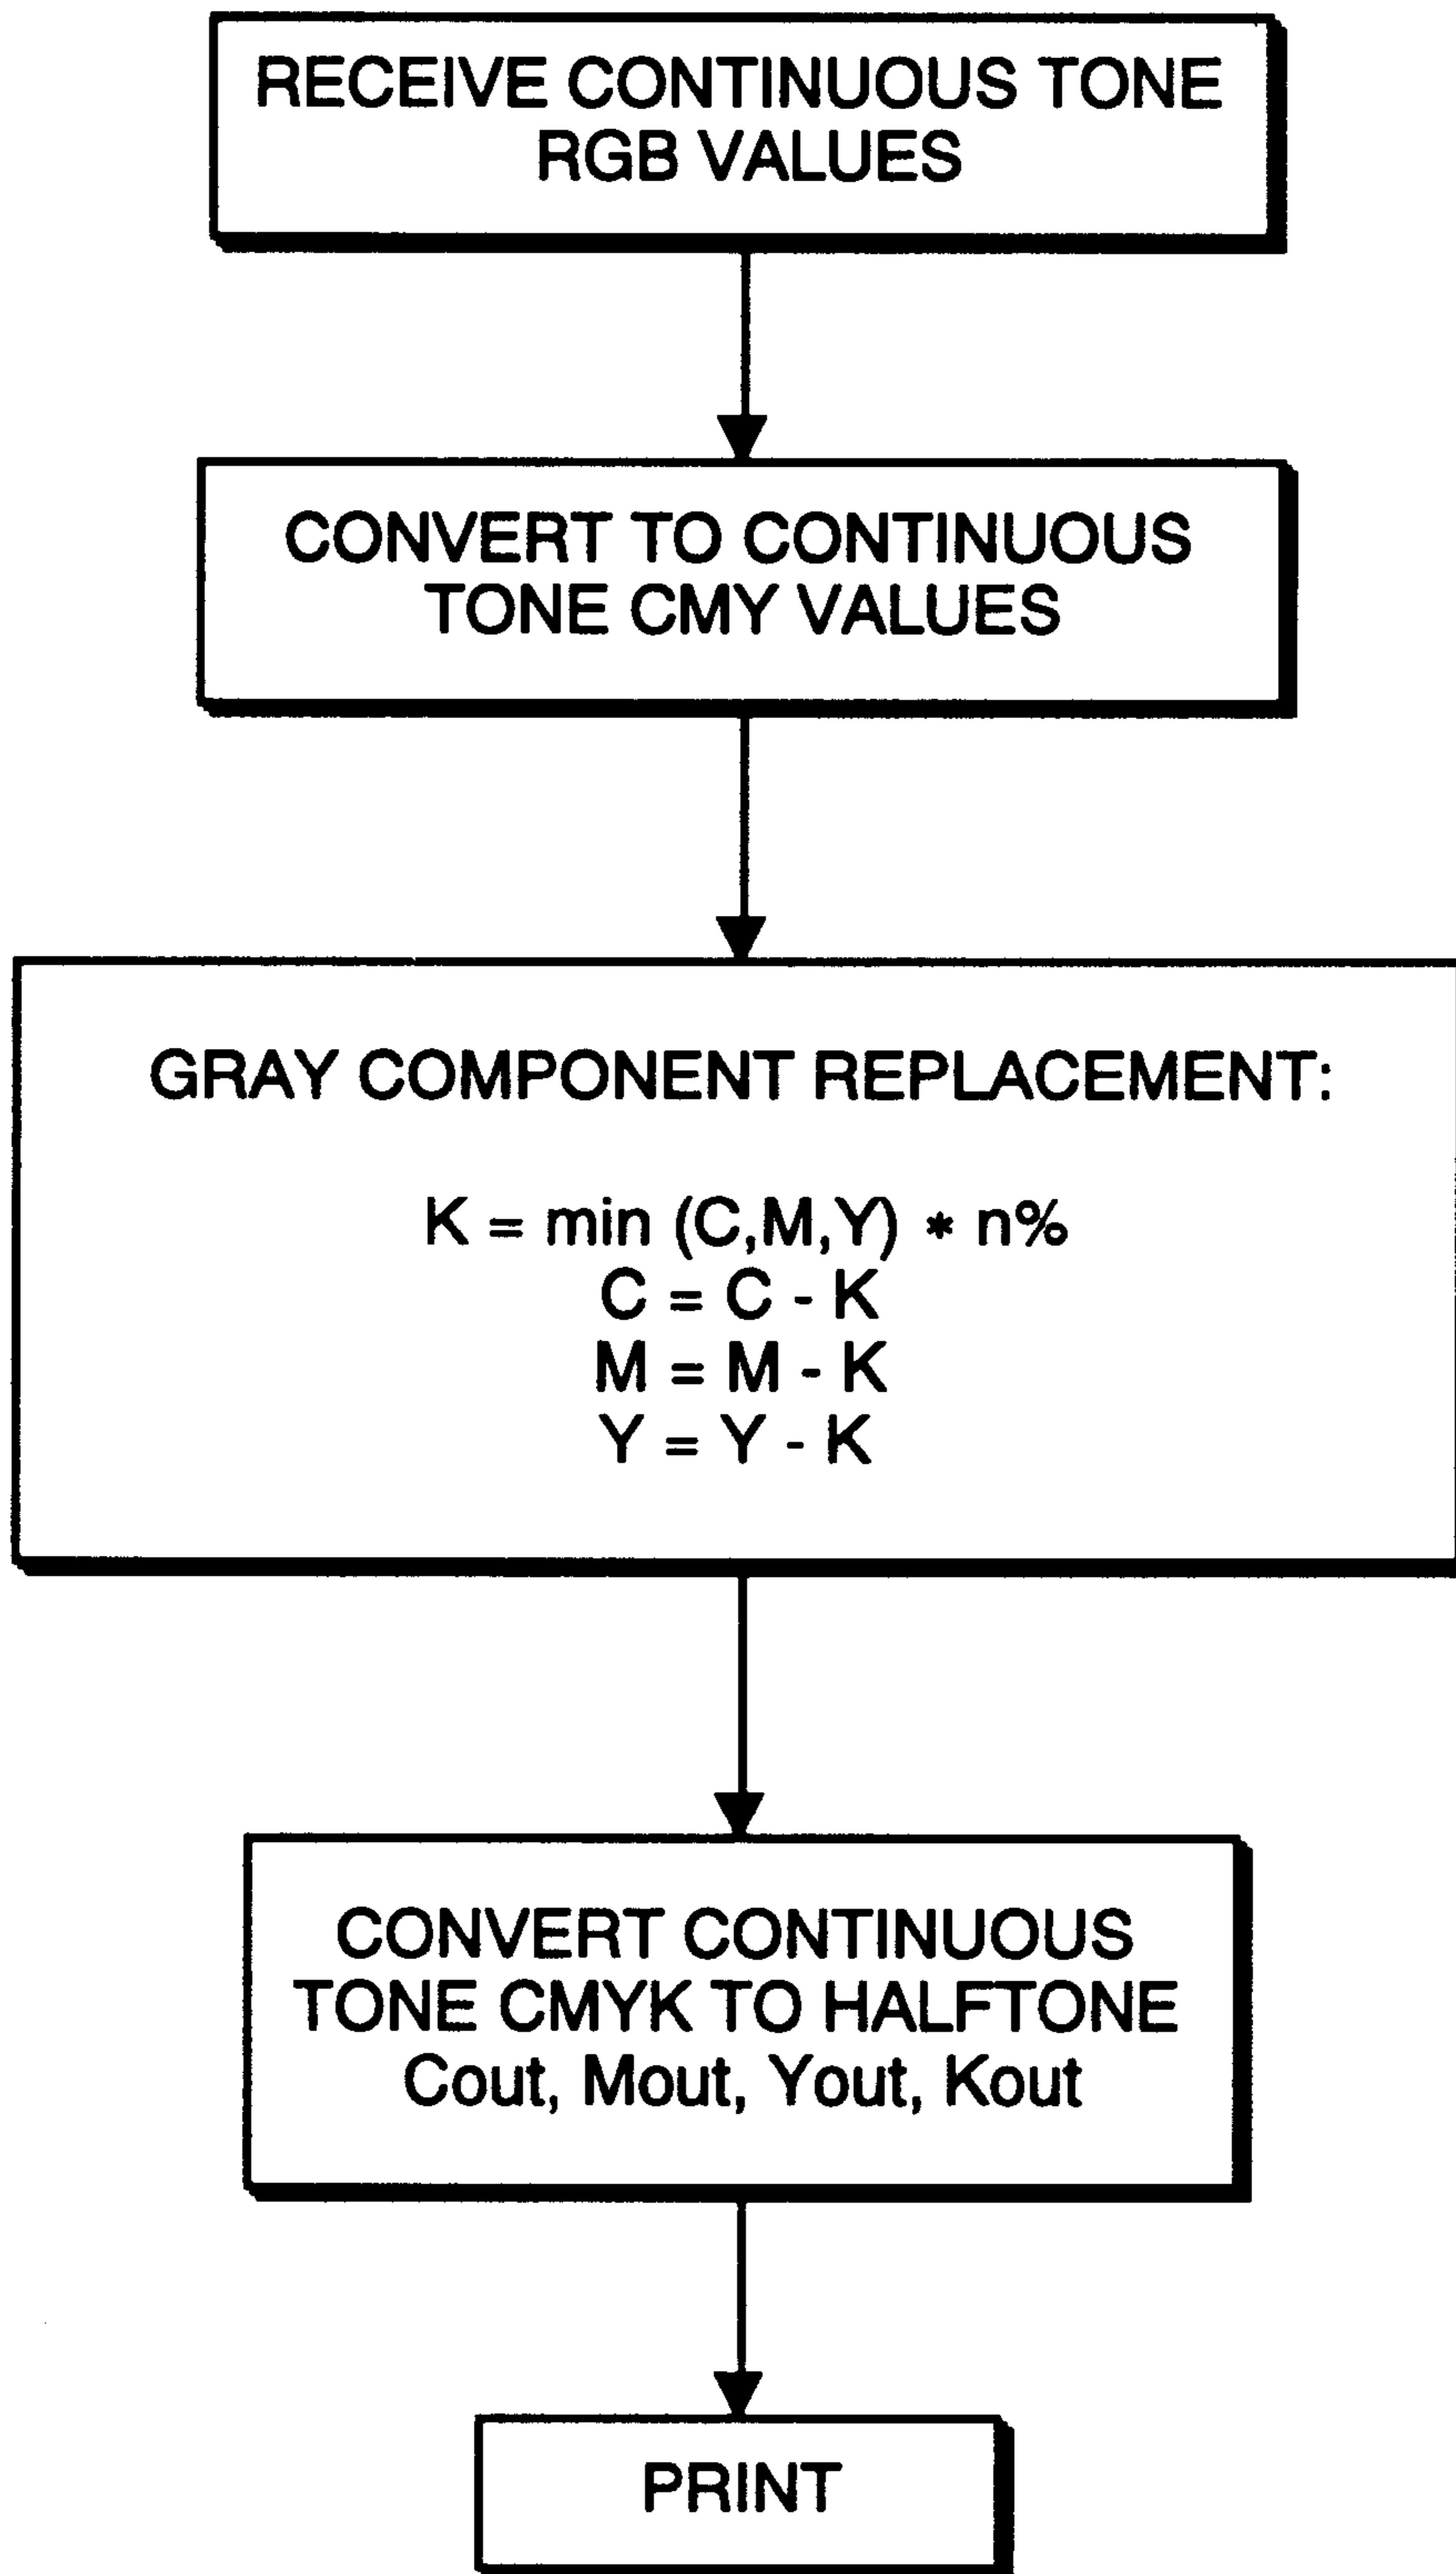 RECEIVE CONTINUOUS TONE
RGB VALUES
CONVERT TO CONTINUOUS
TONE CMY VALUES
GRAY COMPONENT REPLACEMENT:
K = min (C,M,Y) * n%
C = C - K
M = M - K
Y = Y - K
CONVERT CONTINUOUS
TONE CMYK TO HALFTONE
Cout, Mout, Yout, Kout
PRINT